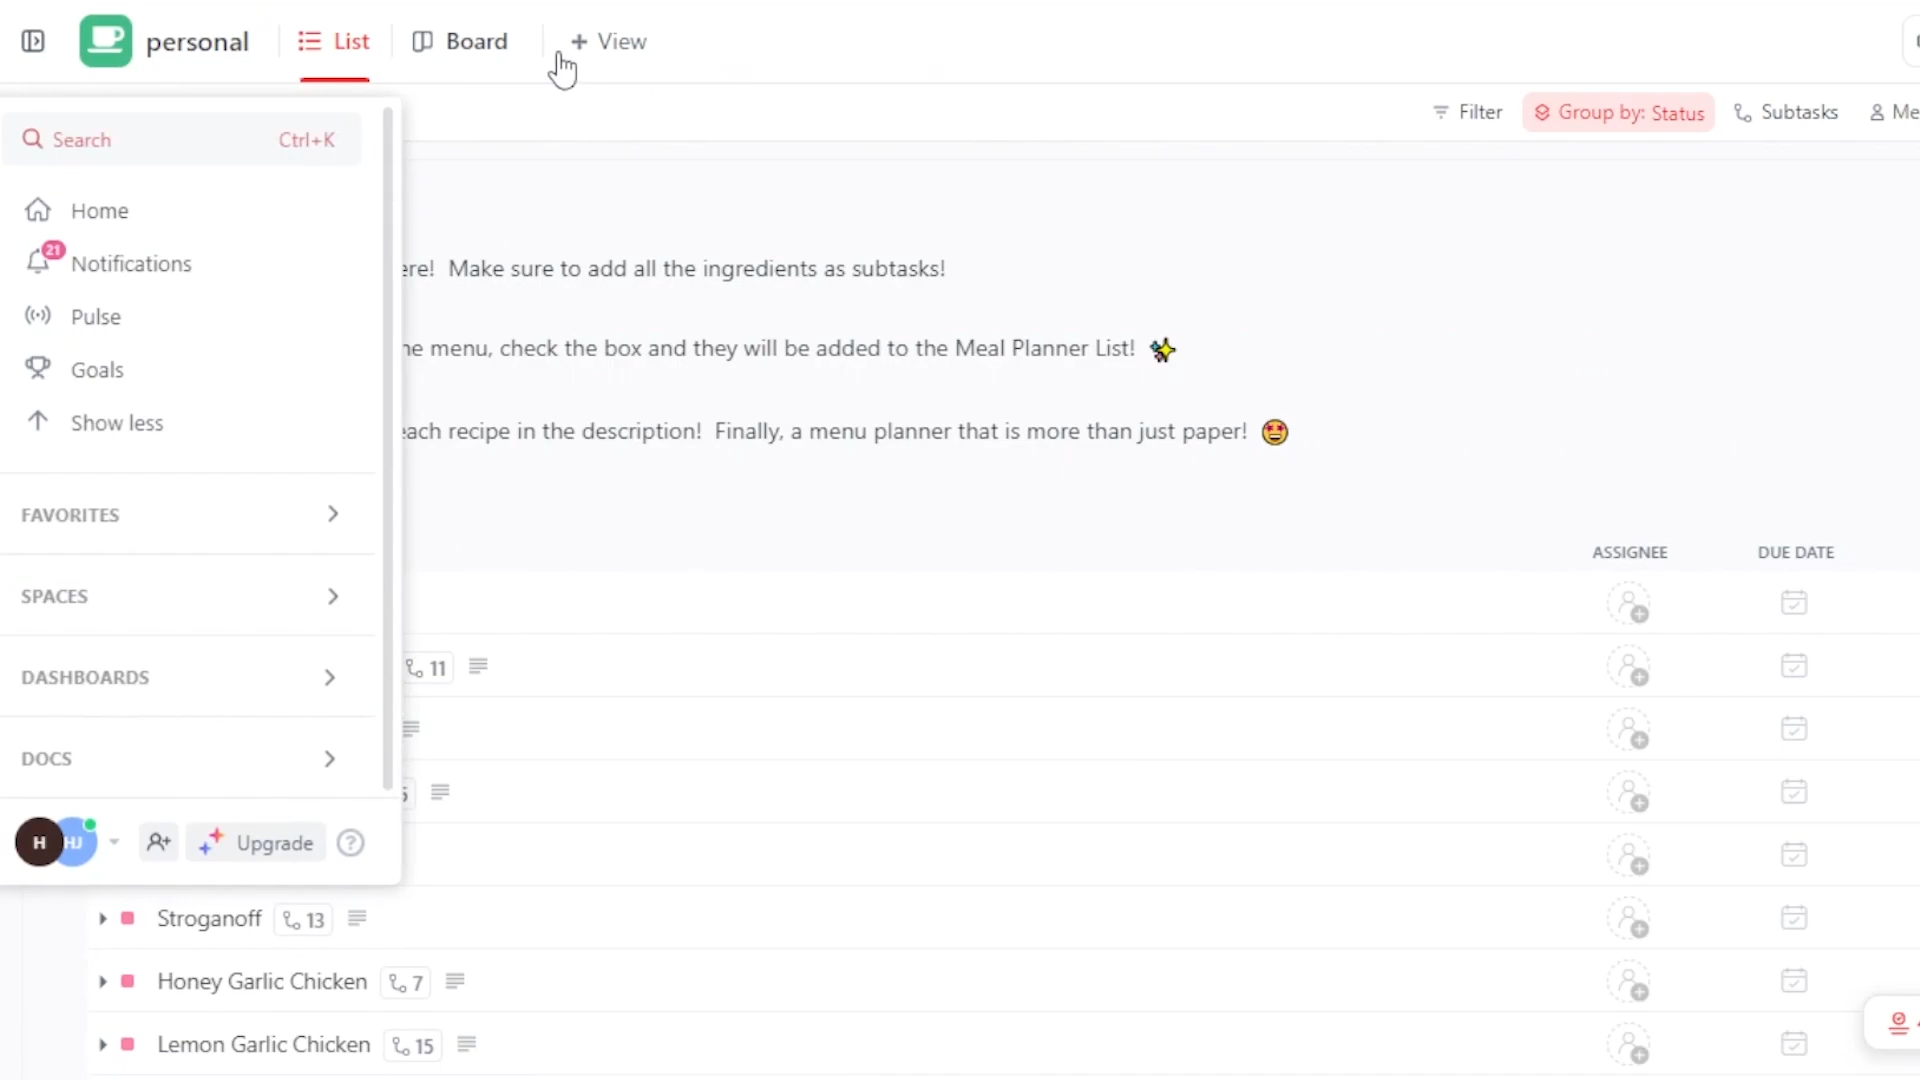 personal
List
Board
+ View
Search
Ctrl+K
Filter
Group by: Status
Subtasks
Me
Home
21
Notifications
ere! Make sure to add all the ingredients as subtasks!
Pulse
he menu, check the box and they will be added to the Meal Planner List!
Goals
Show less
each recipe in the description! Finally, a menu planner that is more than just paper!
FAVORITES
ASSIGNEE
DUE DATE
SPACES
11
DASHBOARDS
DOCS
5
H
HJ
Upgrade
?
Stroganoff
13
Honey Garlic Chicken
7
Lemon Garlic Chicken
15